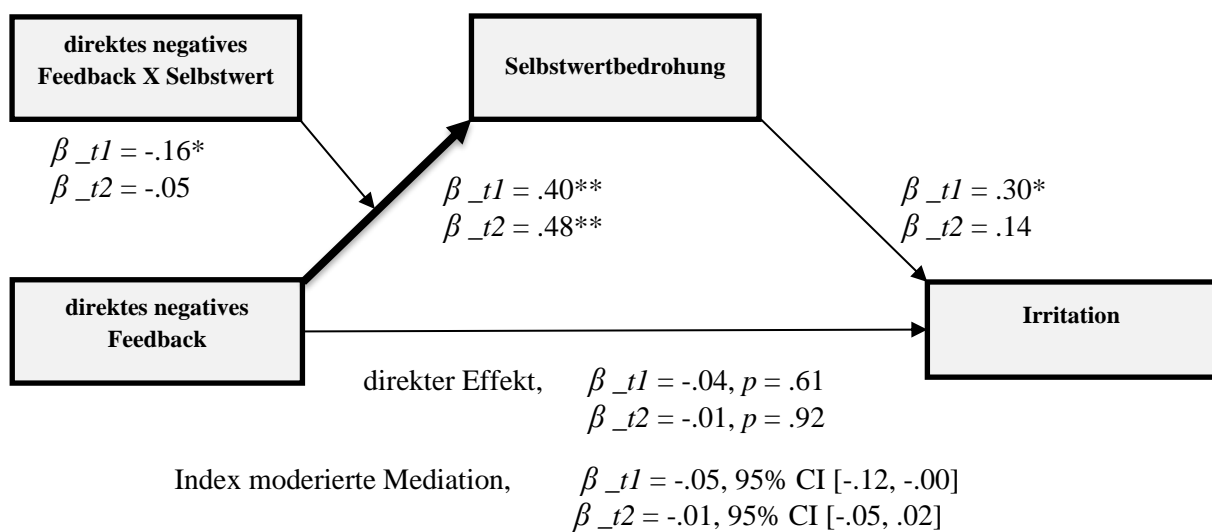 direktes negatives
Feedback X Selbstwert
Selbstwertbedrohung
β _t1 = -.16*
β _t2 = -.05
β _t1 = .40**
β _t2 = .48**
β _t1 = .30*
β _t2 = .14
direktes negatives
Feedback
Irritation
direkter Effekt, β _t1 = -.04, p = .61
β _t2 = -.01, p = .92
Index moderierte Mediation, β _t1 = -.05, 95% CI [-.12, -.00]
β _t2 = -.01, 95% CI [-.05, .02]